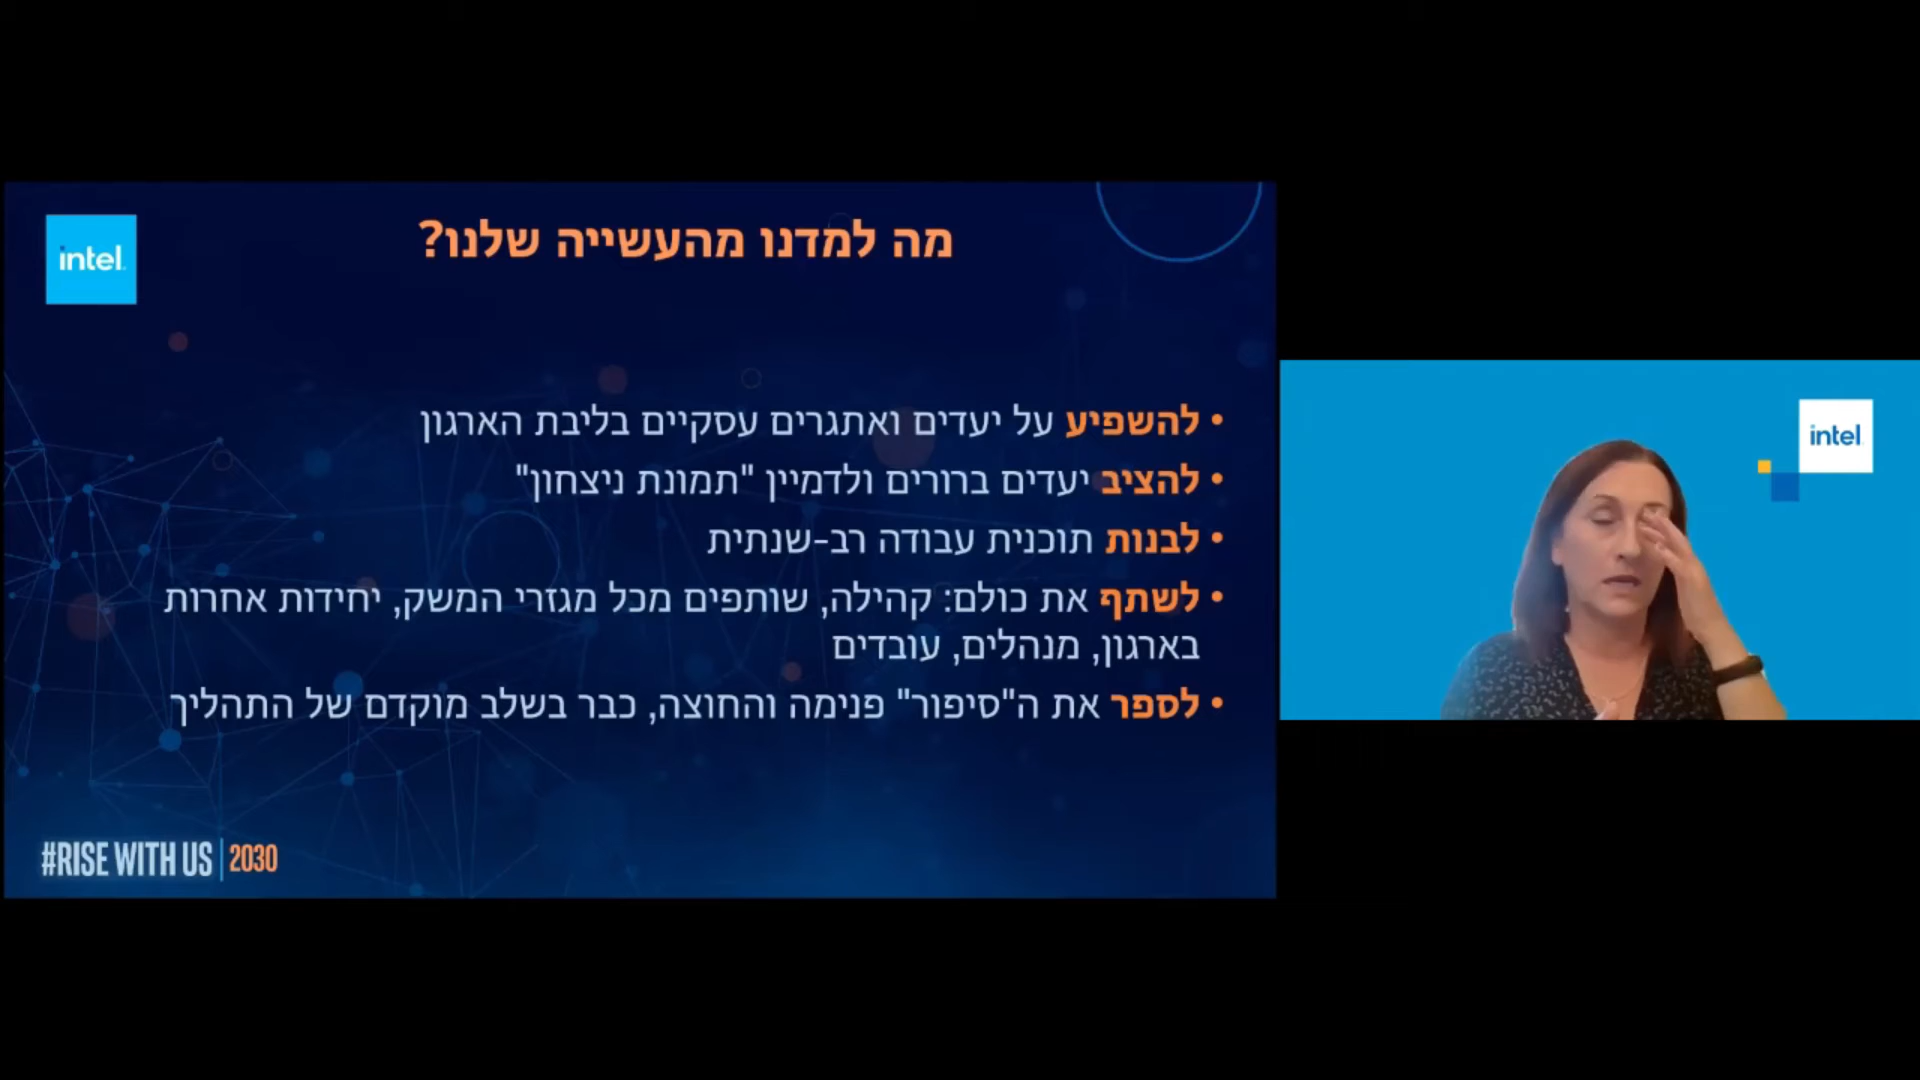 intel
מה למדנו מהעשייה שלנו?
• להשפיע על יעדים ואתגרים עסקיים בליבת הארגון
• להציב יעדים ברורים ולדמיין "תמונת ניצחון"
• לבנות תוכנית עבודה רב-שנתית
• לשתף את כולם: קהילה, שותפים מכל מגזרי המשק, יחידות אחרות
בארגון, מנהלים, עובדים
• לספר את ה"סיפור" פנימה והחוצה, כבר בשלב מוקדם של התהליך
#RISE WITH US | 2030
intel